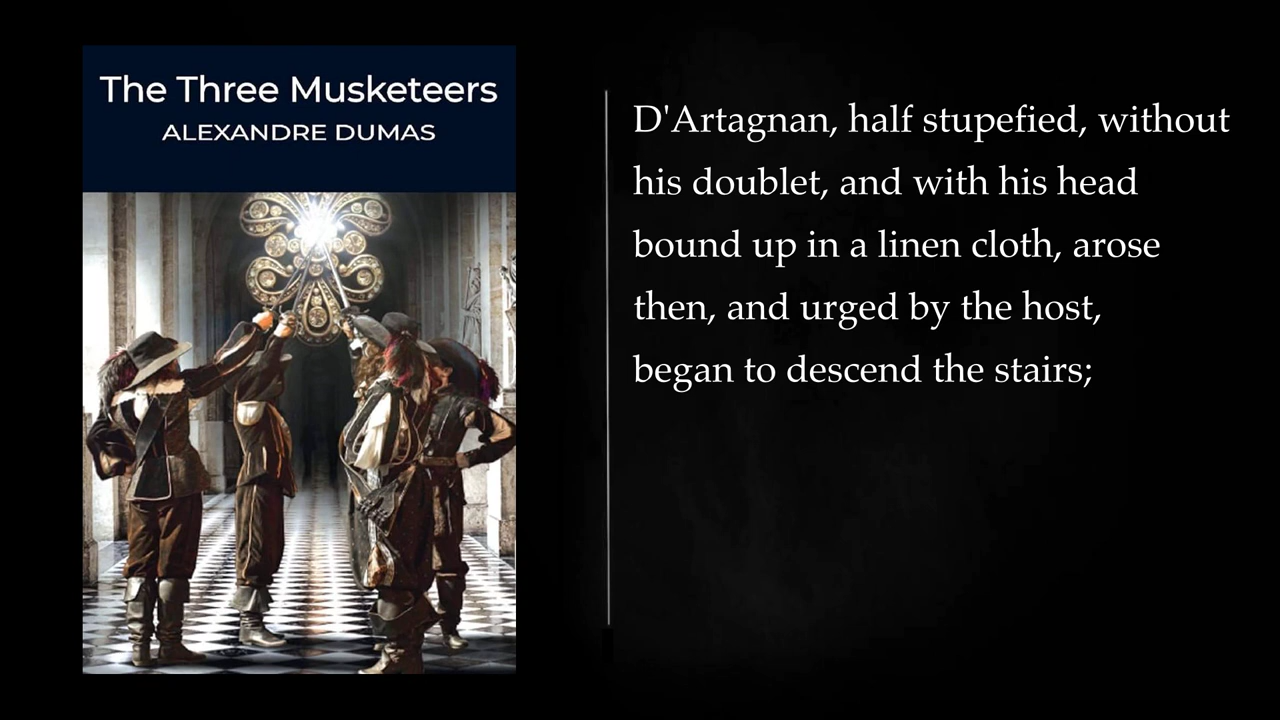 The Three Musketeers
ALEXANDRE DUMAS
D'Artagnan, half stupefied, without
his doublet, and with his head
bound up in a linen cloth, arose
then, and urged by the host,
began to descend the stairs;